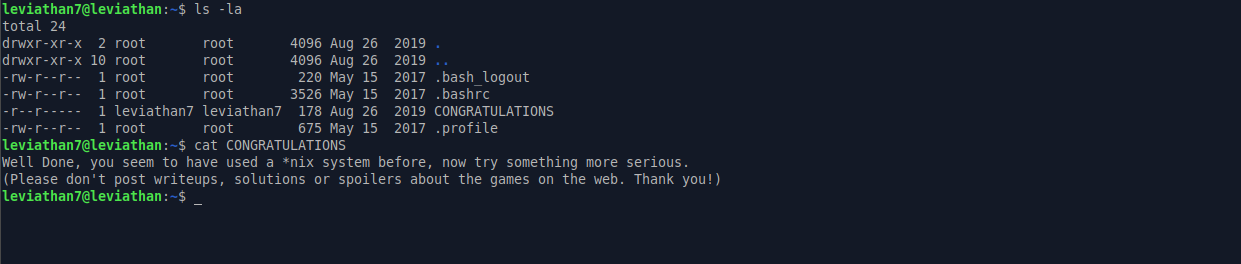 leviathan7@leviathan:~$ ls -la
total 24
drwxr-xr-x  2 root       root       4096 Aug 26  2019 .
drwxr-xr-x 10 root       root       4096 Aug 26  2019 ..
-rw-r--r--  1 root       root        220 May 15  2017 .bash_logout
-rw-r--r--  1 root       root       3526 May 15  2017 .bashrc
-r--r-----  1 leviathan7 leviathan7  178 Aug 26  2019 CONGRATULATIONS
-rw-r--r--  1 root       root        675 May 15  2017 .profile
leviathan7@leviathan:~$ cat CONGRATULATIONS
Well Done, you seem to have used a *nix system before, now try something more serious.
(Please don't post writeups, solutions or spoilers about the games on the web. Thank you!)
leviathan7@leviathan:~$ _